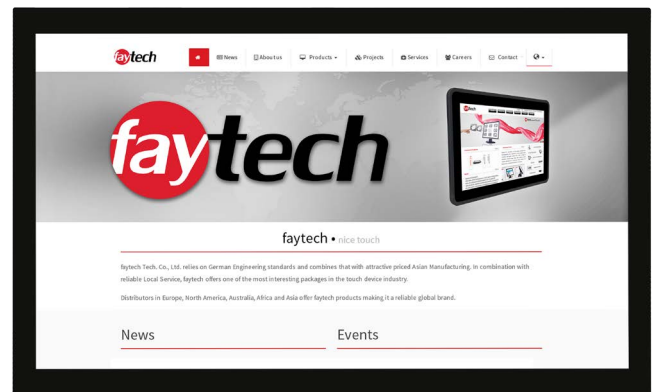 faytech
News
About us
Products
Projects
Services
Careers
Contact
faytech
faytech • nice touch
faytech Tech. Co., Ltd. relies on German Engineering standards and combines that with attractive priced Asian Manufacturing. In combination with
reliable Local Service, faytech offers one of the most interesting packages in the touch device industry.
Distributors in Europe, North America, Australia, Africa and Asia offer faytech products making it a reliable global brand.
News
Events